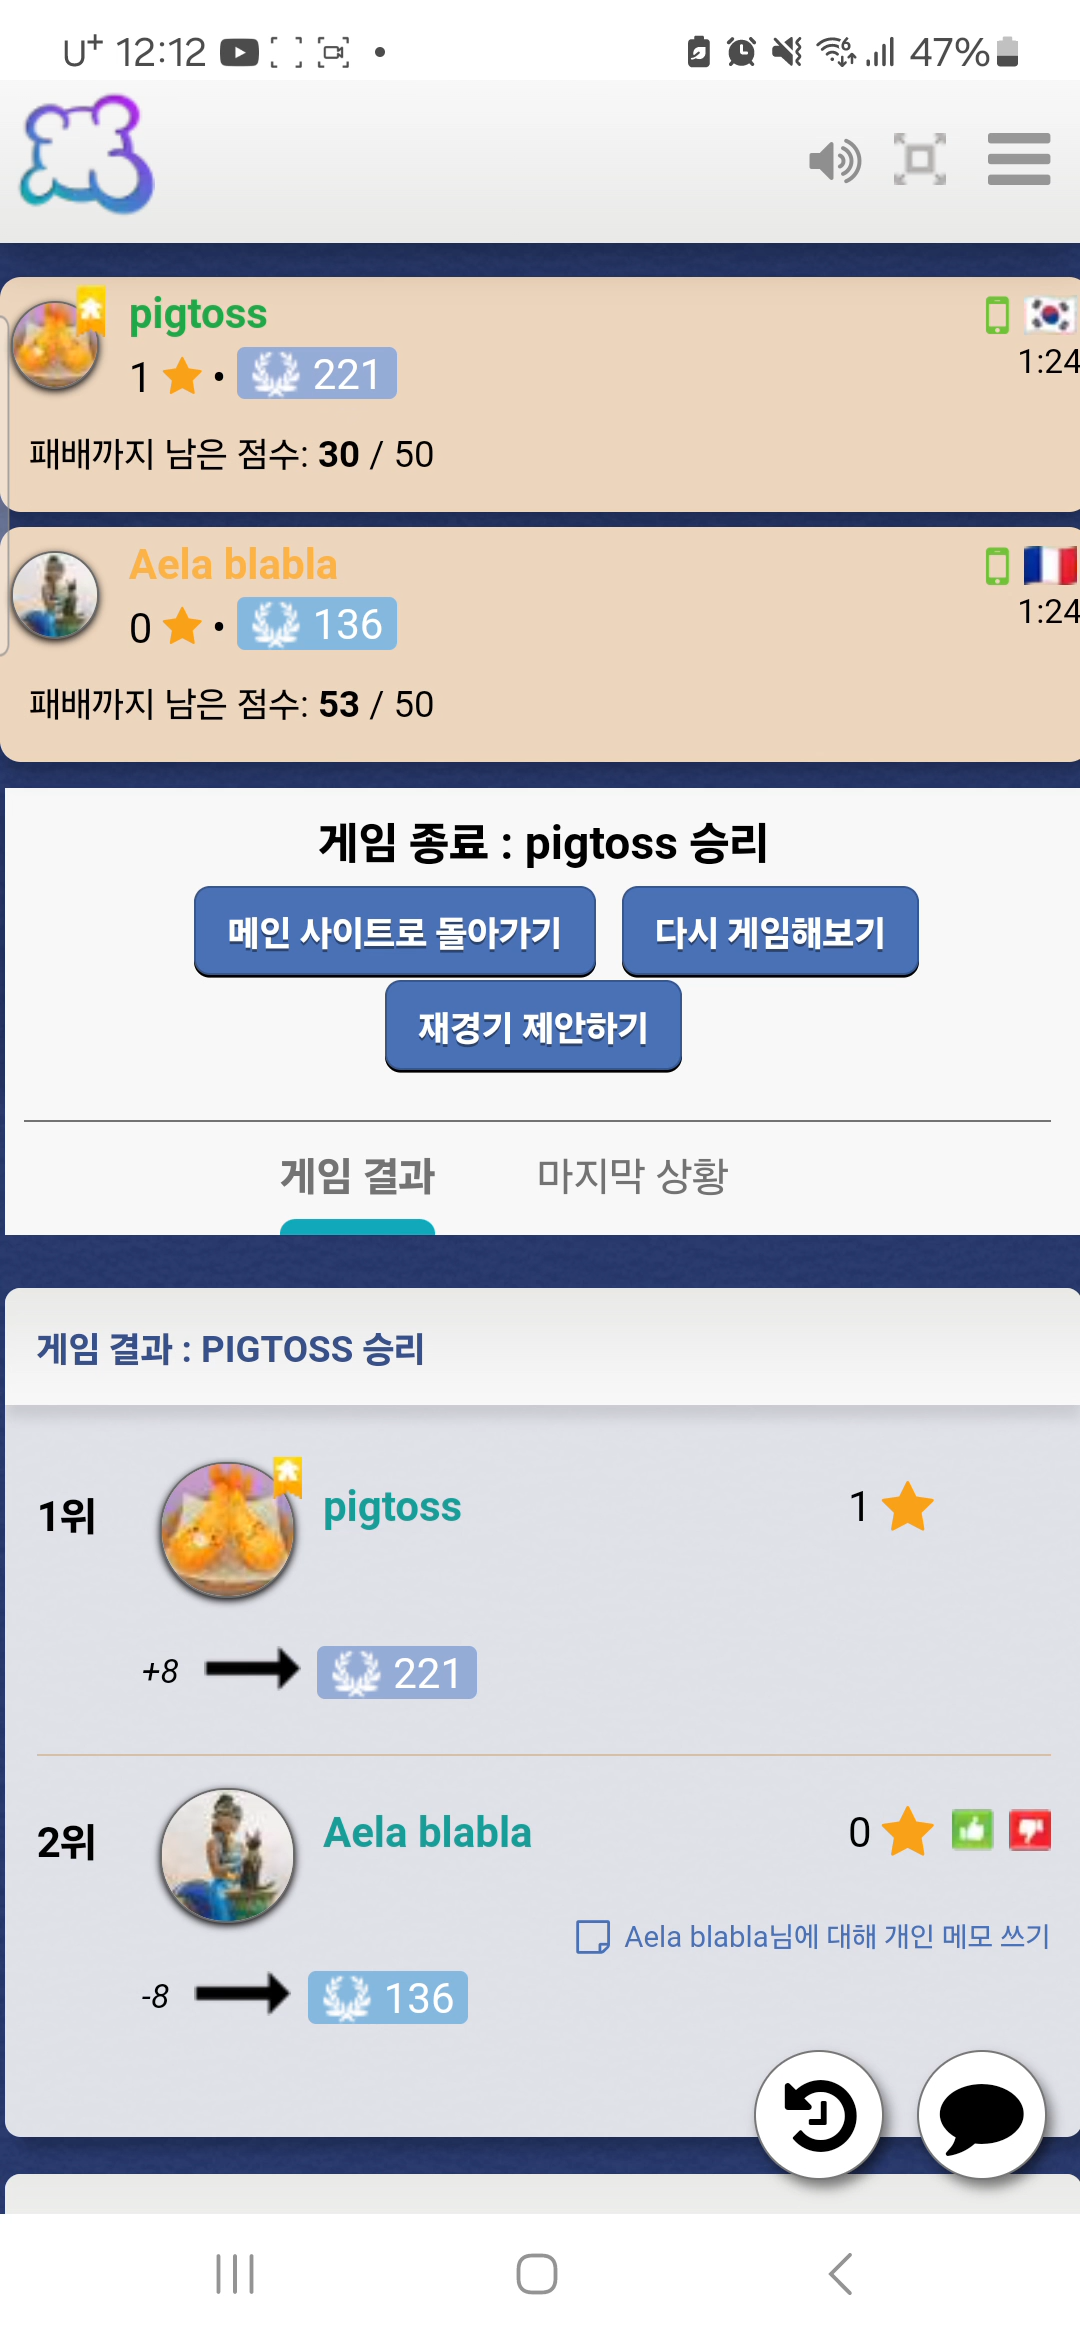 U+ 12:12 47%
pigtoss
1 • 221
1:24
패배까지 남은 점수: 30 / 50
Aela blabla
0 • 136
1:24
패배까지 남은 점수: 53 / 50
게임 종료 : pigtoss 승리
메인 사이트로 돌아가기 다시 게임해보기
재경기 제안하기
게임 결과 마지막 상황
게임 결과 : PIGTOSS 승리
1위 pigtoss 1
+8 221
2위 Aela blabla 0
Aela blabla님에 대해 개인 메모 쓰기
-8 136